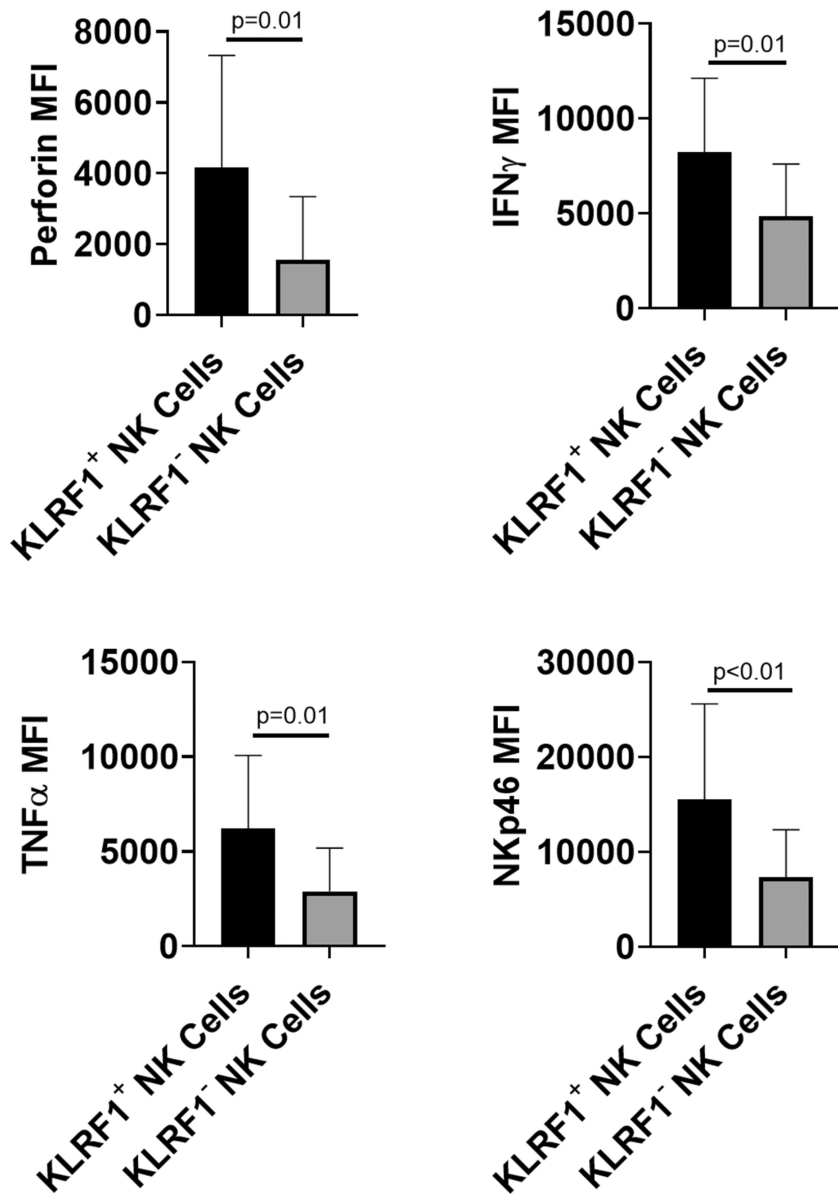 Perforin MFI
8000
6000
4000
2000
0
p=0.01
KLRF1⁺ NK Cells
KLRF1⁻ NK Cells
IFNγ MFI
15000
10000
5000
0
p=0.01
KLRF1⁺ NK Cells
KLRF1⁻ NK Cells
TNFα MFI
15000
10000
5000
0
p=0.01
KLRF1⁺ NK Cells
KLRF1⁻ NK Cells
NKp46 MFI
30000
20000
10000
0
p<0.01
KLRF1⁺ NK Cells
KLRF1⁻ NK Cells